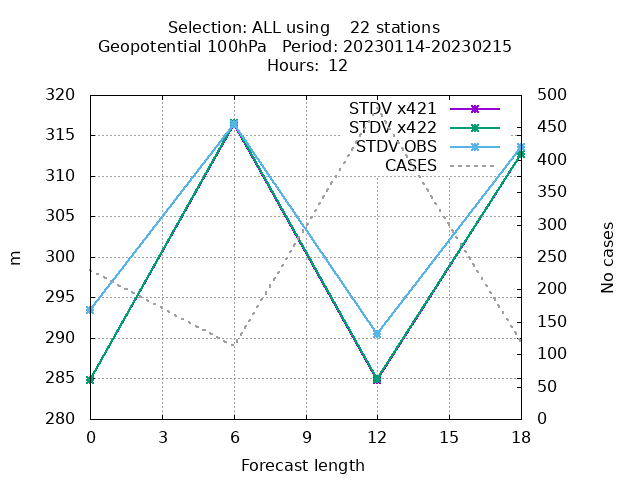 Selection: ALL using    22 stations
Geopotential 100hPa   Period: 20230114-20230215
Hours:  12
320
315
310
305
300
295
290
285
280
500
450
400
350
300
250
200
150
100
50
0
STDV x421
STDV x422
STDV OBS
CASES
m
No cases
0 3 6 9 12 15 18
Forecast length